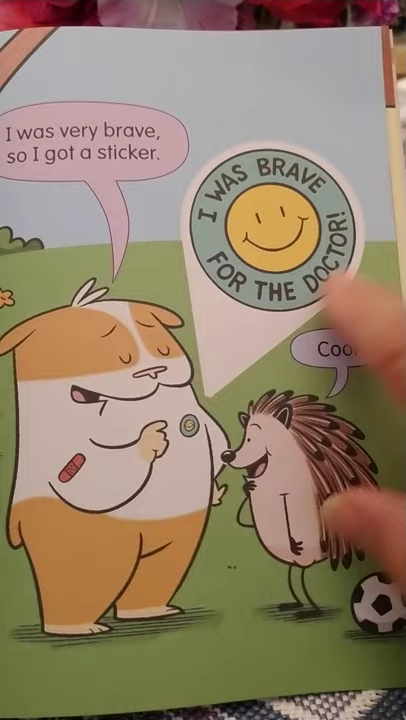 I was very brave,
so I got a sticker.
I WAS BRAVE
FOR THE DOCTOR!